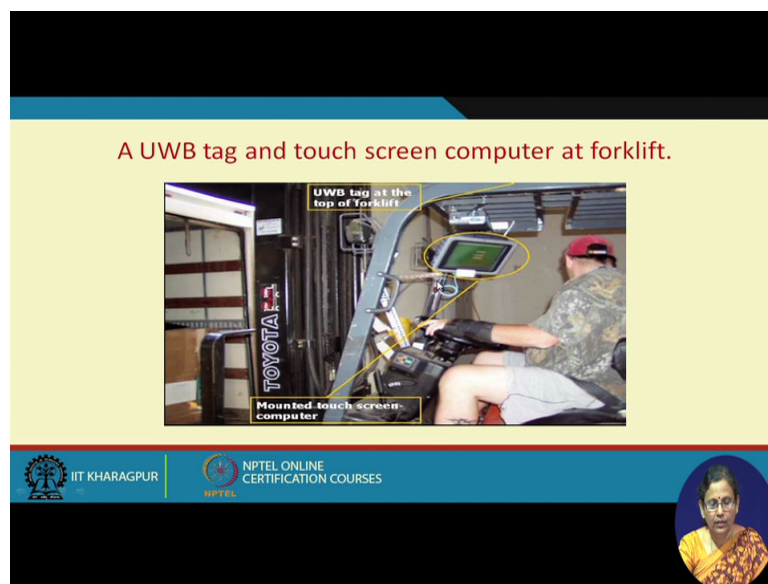 A UWB tag and touch screen computer at forklift.
UWB tag at the
top of forklift
TOYOTA
Mounted touch screen-
computer
IIT KHARAGPUR
NPTEL
NPTEL ONLINE
CERTIFICATION COURSES